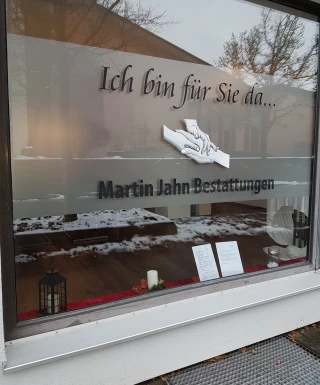 Ich bin für Sie da...
Martin Jahn Bestattungen